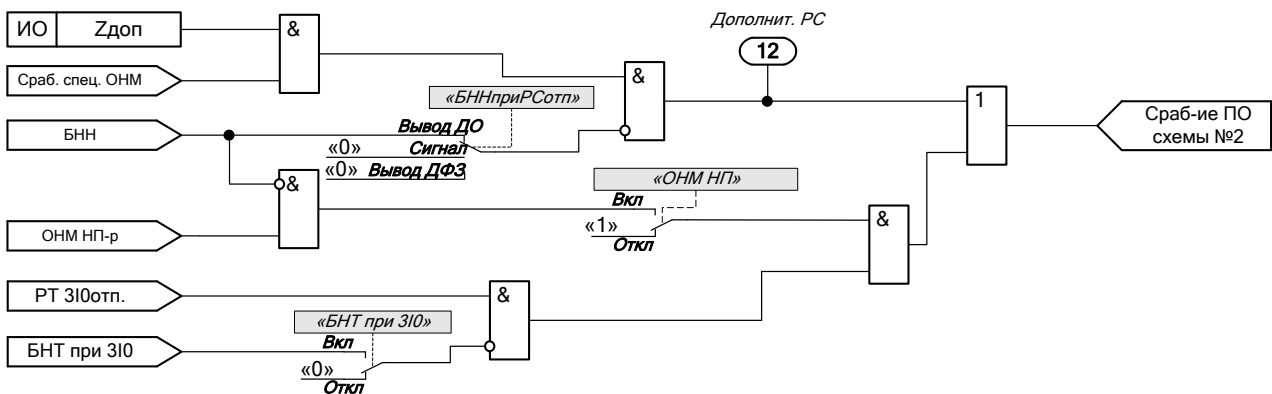 Дополнит. РС
12
ИО Zдоп
&
Сраб. спец. ОНМ
&
«БННприРСотп»
1
Сраб-ие ПО
схемы №2
БНН
Вывод ДО
«0» Сигнал
«0» Вывод ДФЗ
&
«ОНМ НП»
Вкл
«1»
Откл
&
ОНМ НП-р
РТ 3I0отп.
&
«БНТ при 3I0»
Вкл
БНТ при 3I0
«0»
Откл